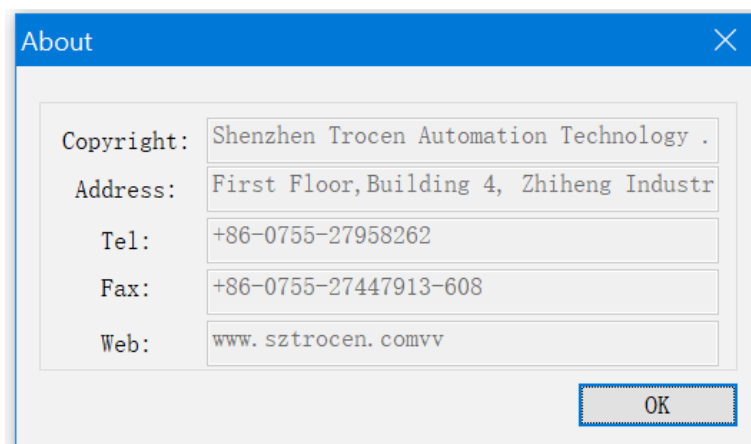 About
Copyright: Shenzhen Trocen Automation Technology .
Address: First Floor,Building 4, Zhiheng Industr
Tel: +86-0755-27958262
Fax: +86-0755-27447913-608
Web: www.sztrocen.comvv
OK